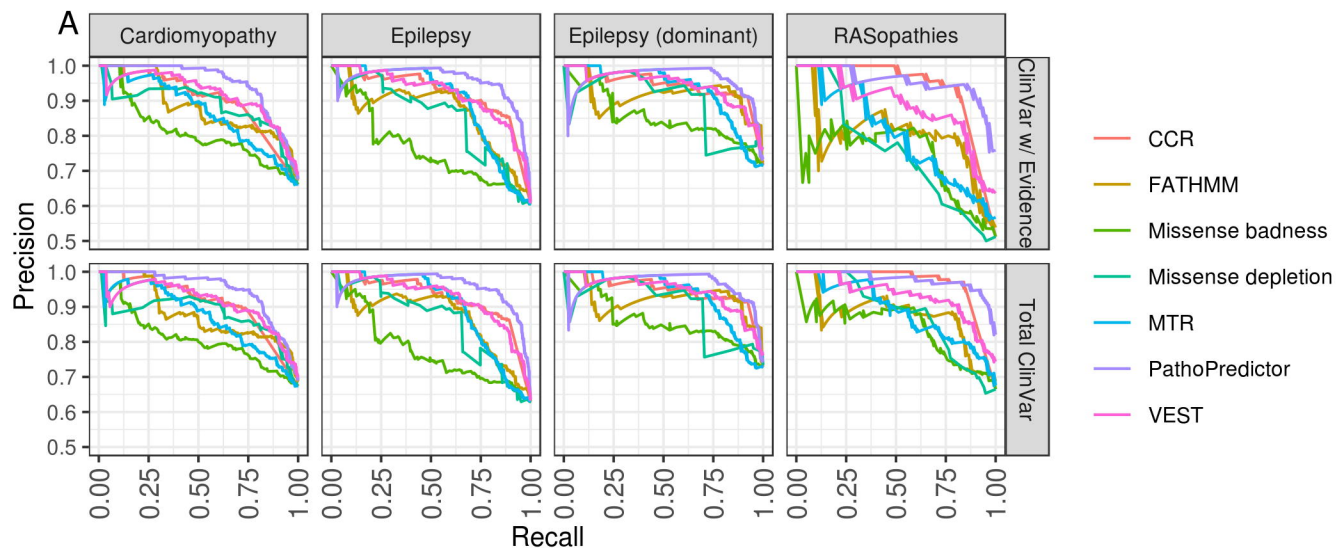 A
Cardiomyopathy
Epilepsy
Epilepsy (dominant)
RASopathies
ClinVar w/ Evidence
Total ClinVar
Precision
1.0
0.9
0.8
0.7
0.6
0.5
1.0
0.9
0.8
0.7
0.6
0.5
0.00 0.25 0.50 0.75 1.00
0.00 0.25 0.50 0.75 1.00
0.00 0.25 0.50 0.75 1.00
0.00 0.25 0.50 0.75 1.00
Recall
CCR
FATHMM
Missense badness
Missense depletion
MTR
PathoPredictor
VEST